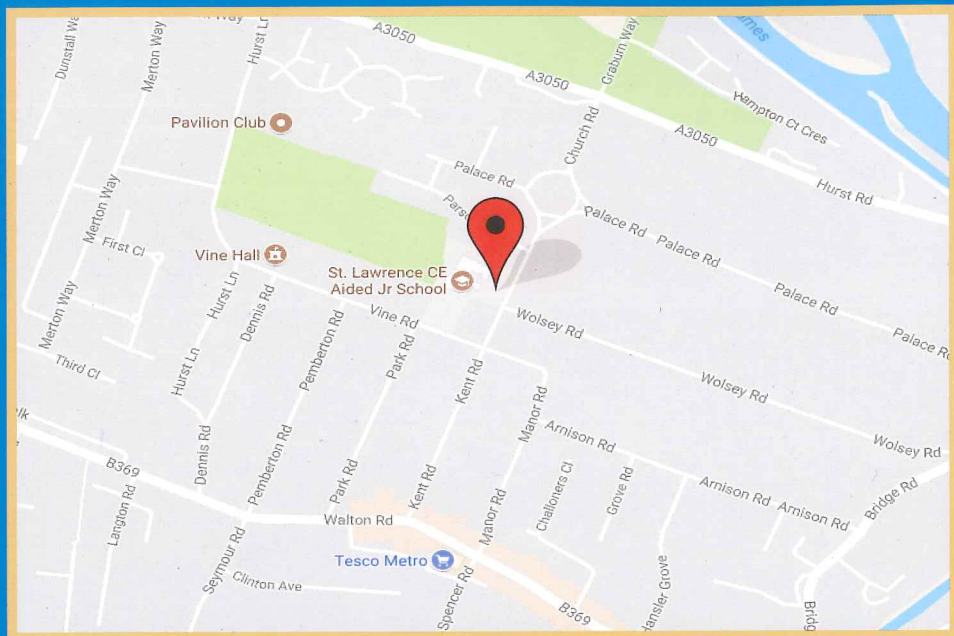 Dunstall Wa
Merton Way
Way
Hurst Ln
A3050
A3050
Graburn Way
Hampton Ct Cres
A3050
Pavilion Club
Church Rd
Palace Rd
Hurst Rd
Merton Way
Palace Rd
Palace Rd
First Cl
Vine Hall
St. Lawrence CE
Aided Jr School
Hurst Ln
Dennis Rd
Palace Rd
Merton Way
Vine Rd
Wolsey Rd
Palace R
Pemberton Rd
Park Rd
Third Cl
Hurst Ln
Kent Rd
Wolsey Rd
Manor Rd
Arnison Rd
Wolsey Rd
B369
Dennis Rd
Pemberton Rd
Park Rd
Kent Rd
Challoners Cl
Grove Rd
Arnison Rd
Arnison Rd
Bridge Rd
Langton Rd
Walton Rd
Manor Rd
Seymour Rd
Tesco Metro
Clinton Ave
Spencer Rd
B369
Hansler Grove